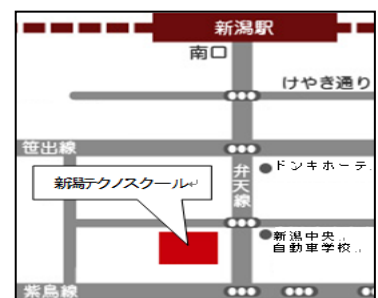 新潟駅
南口
けやき通り
笹出線
弁天線
ドンキホーテ
新潟テクノスクール↵
新潟中央
自動車学校
紫鳥線